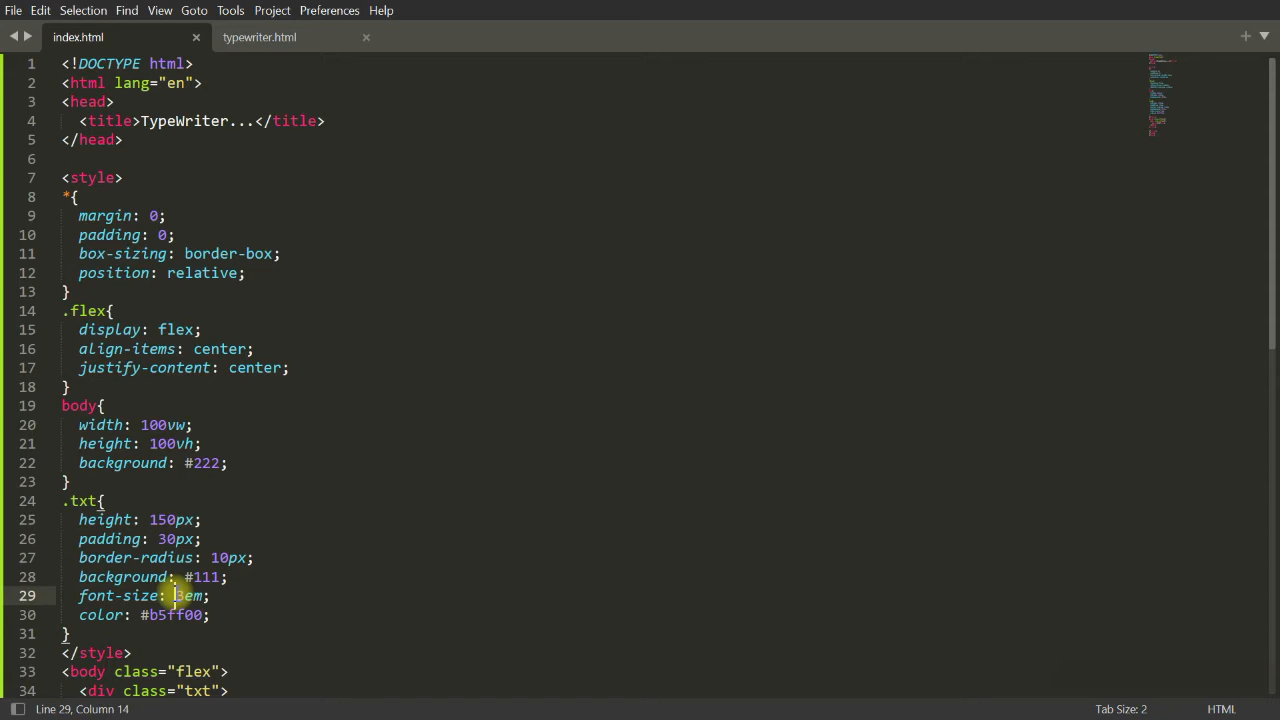 File Edit Selection Find View Goto Tools Project Preferences Help
index.html × typewriter.html ×
1 <!DOCTYPE html>
2 <html lang="en">
3 <head>
4 <title>TypeWriter...</title>
5 </head>
6
7 <style>
8 *{
9 margin: 0;
10 padding: 0;
11 box-sizing: border-box;
12 position: relative;
13 }
14 .flex{
15 display: flex;
16 align-items: center;
17 justify-content: center;
18 }
19 body{
20 width: 100vw;
21 height: 100vh;
22 background: #222;
23 }
24 .txt{
25 height: 150px;
26 padding: 30px;
27 border-radius: 10px;
28 background: #111;
29 font-size: 3em;
30 color: #b5ff00;
31 }
32 </style>
33 <body class="flex">
34 <div class="txt">
Line 29, Column 14 Tab Size: 2 HTML